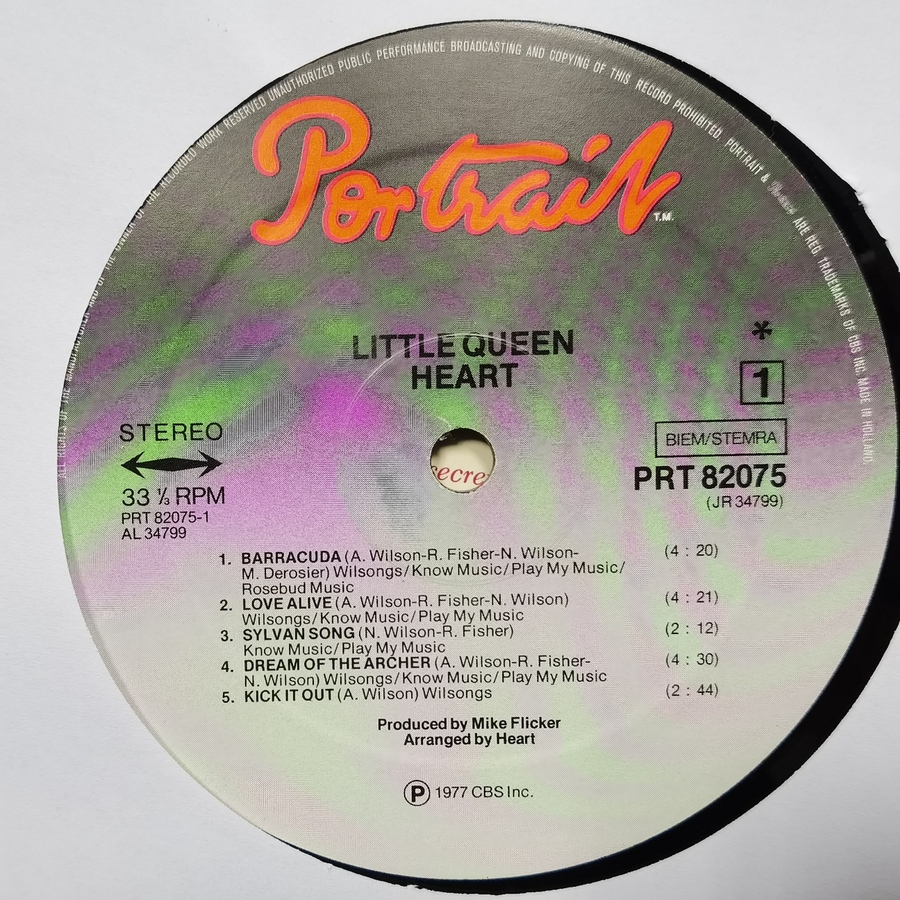 ALL RIGHTS OF THE MANUFACTURER AND OF THE OWNER OF THE RECORDED WORK RESERVED UNAUTHORIZED PUBLIC PERFORMANCE BROADCASTING AND COPYING OF THIS RECORD PROHIBITED. PORTRAIT & ARE REG. TRADEMARKS OF CBS INC. MADE IN HOLLAND.
Portrait T.M.
LITTLE QUEEN
HEART
*
1
STEREO
BIEM/STEMRA
33 ⅓ RPM
PRT 82075
PRT 82075-1
(JR 34799)
AL 34799
ecre
1. BARRACUDA (A. Wilson-R. Fisher-N. Wilson- (4 : 20)
M. Derosier) Wilsongs/Know Music/Play My Music/
Rosebud Music
2. LOVE ALIVE (A. Wilson-R. Fisher-N. Wilson) (4 : 21)
Wilsongs/Know Music/Play My Music
3. SYLVAN SONG (N. Wilson-R. Fisher) (2 : 12)
Know Music/Play My Music
4. DREAM OF THE ARCHER (A. Wilson-R. Fisher- (4 : 30)
N. Wilson) Wilsongs/Know Music/Play My Music
5. KICK IT OUT (A. Wilson) Wilsongs (2 : 44)
Produced by Mike Flicker
Arranged by Heart
Ⓟ 1977 CBS Inc.